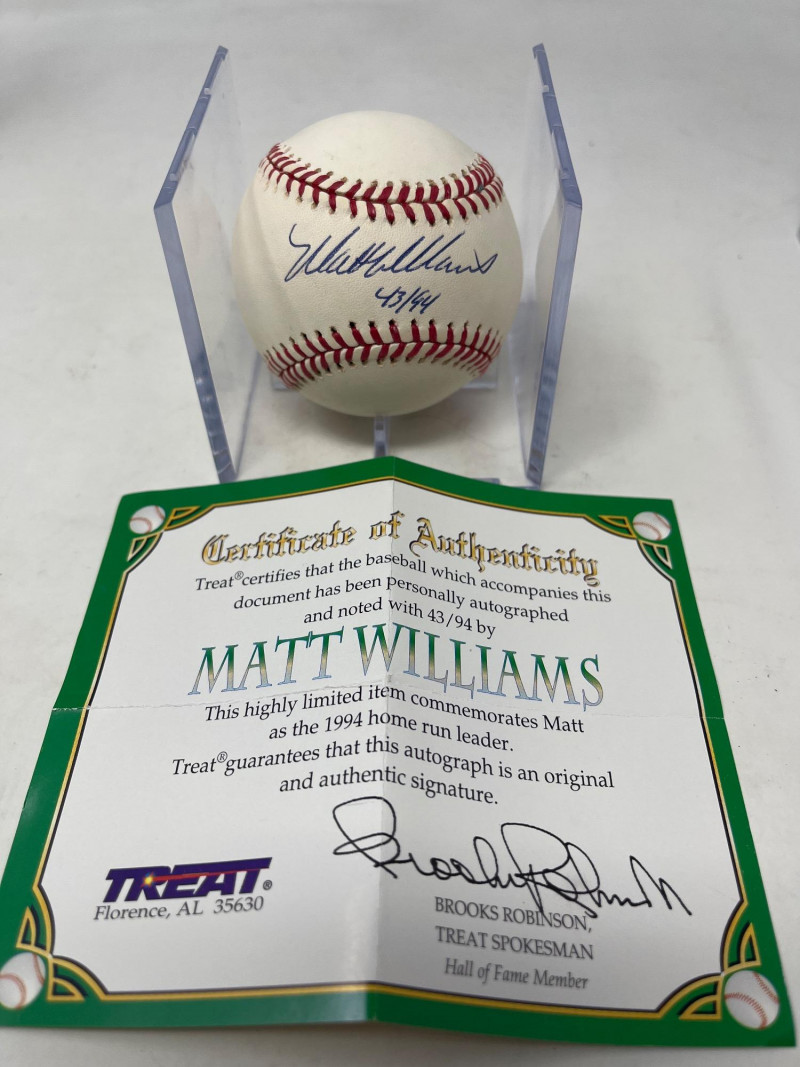 Matt Williams
43/94
Certificate of Authenticity
Treat® certifies that the baseball which accompanies this
document has been personally autographed
and noted with 43/94 by
MATT WILLIAMS
This highly limited item commemorates Matt
as the 1994 home run leader.
Treat® guarantees that this autograph is an original
and authentic signature.
TREAT®
Florence, AL 35630
Brooks Robinson
BROOKS ROBINSON,
TREAT SPOKESMAN
Hall of Fame Member